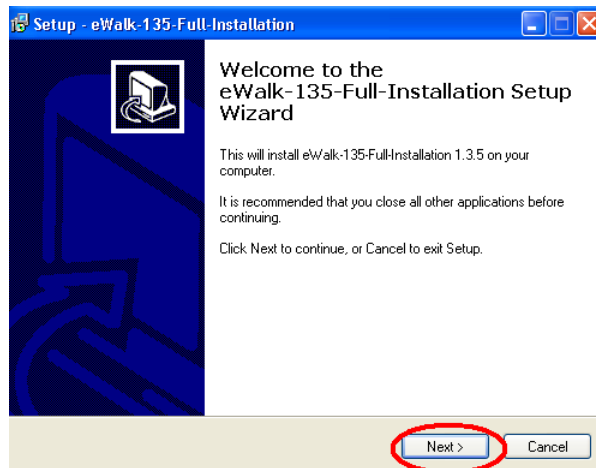 Setup - eWalk-135-Full-Installation
Welcome to the
eWalk-135-Full-Installation Setup
Wizard
This will install eWalk-135-Full-Installation 1.3.5 on your
computer.
It is recommended that you close all other applications before
continuing.
Click Next to continue, or Cancel to exit Setup.
Next > Cancel